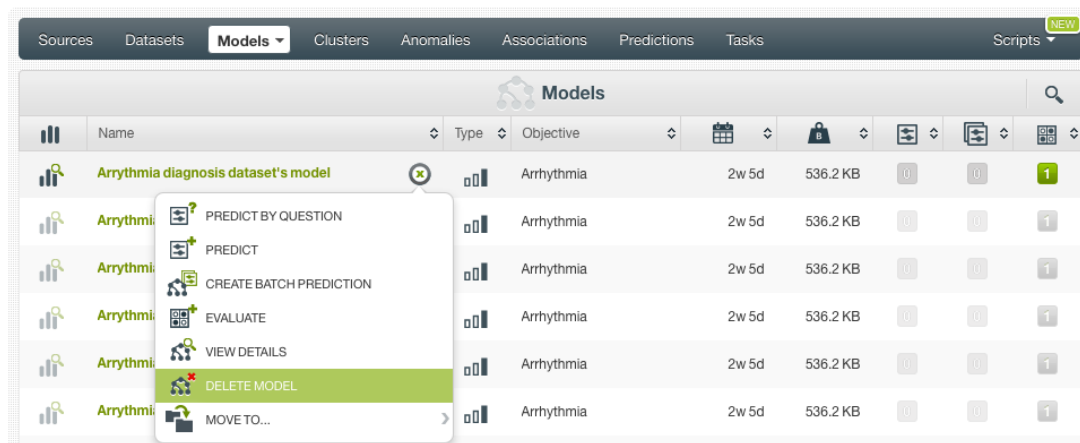 NEW
Sources Datasets Models Clusters Anomalies Associations Predictions Tasks Scripts
Models
Name Type Objective B
Arrythmia diagnosis dataset's model Arrhythmia 2w 5d 536.2 KB 0 0 1
PREDICT BY QUESTION
Arrythmi Arrhythmia 2w 5d 536.2 KB 0 0 1
PREDICT
Arrythmi Arrhythmia 2w 5d 536.2 KB 0 0 1
CREATE BATCH PREDICTION
Arrythmi Arrhythmia 2w 5d 536.2 KB 0 0 1
EVALUATE
VIEW DETAILS
Arrythmi Arrhythmia 2w 5d 536.2 KB 0 0 1
DELETE MODEL
Arrythmi Arrhythmia 2w 5d 536.2 KB 0 0 1
MOVE TO...